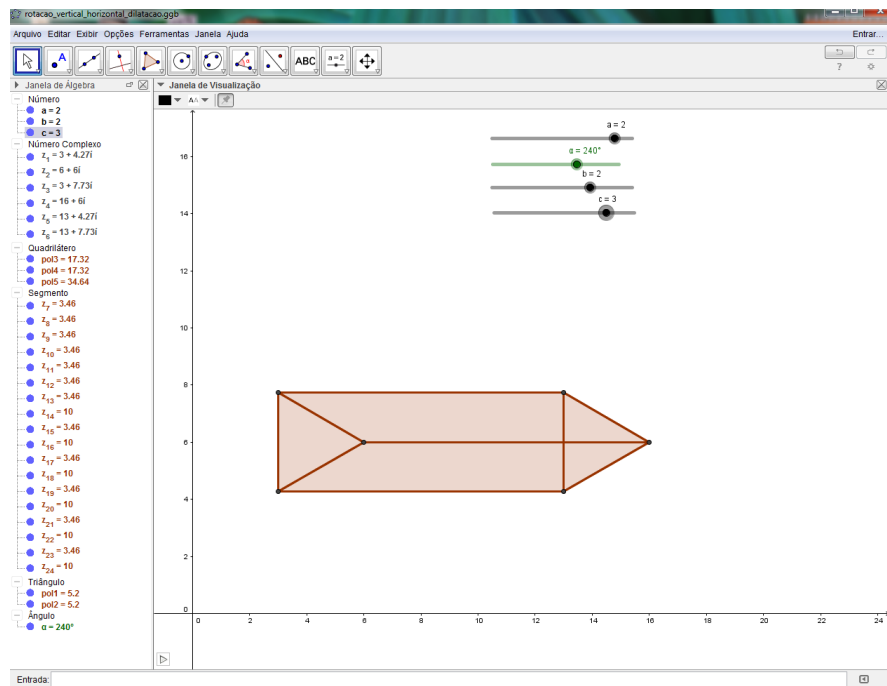 rotacao_vertical_horizontal_dilatacao.ggb
Arquivo Editar Exibir Opções Ferramentas Janela Ajuda
Entrar...
A
α
ABC
a=2
?
Janela de Álgebra
Janela de Visualização
AA
Número
a = 2
b = 2
c = 3
Número Complexo
z₁ = 3 + 4.27í
z₂ = 6 + 6í
z₃ = 3 + 7.73í
z₄ = 16 + 6í
z₅ = 13 + 4.27í
z₆ = 13 + 7.73í
Quadrilátero
pol3 = 17.32
pol4 = 17.32
pol5 = 34.64
Segmento
z₇ = 3.46
z₈ = 3.46
z₉ = 3.46
z₁₀ = 3.46
z₁₁ = 3.46
z₁₂ = 3.46
z₁₃ = 3.46
z₁₄ = 10
z₁₅ = 3.46
z₁₆ = 10
z₁₇ = 3.46
z₁₈ = 10
z₁₉ = 3.46
z₂₀ = 10
z₂₁ = 3.46
z₂₂ = 10
z₂₃ = 3.46
z₂₄ = 10
Triângulo
pol1 = 5.2
pol2 = 5.2
Ângulo
α = 240°
a = 2
α = 240°
b = 2
c = 3
16
14
12
10
8
6
4
2
0
0 2 4 6 8 10 12 14 16 18 20 22 24
Entrada: